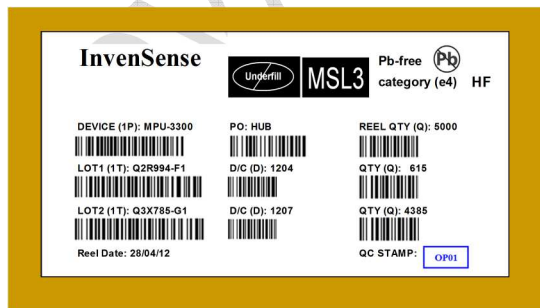 InvenSense
Underfill
MSL3
Pb-free
Pb
category (e4) HF
DEVICE (1P): MPU-3300 PO: HUB REEL QTY (Q): 5000
LOT1 (1T): Q2R994-F1 D/C (D): 1204 QTY (Q): 615
LOT2 (1T): Q3X785-G1 D/C (D): 1207 QTY (Q): 4385
Reel Date: 28/04/12 QC STAMP: OP01